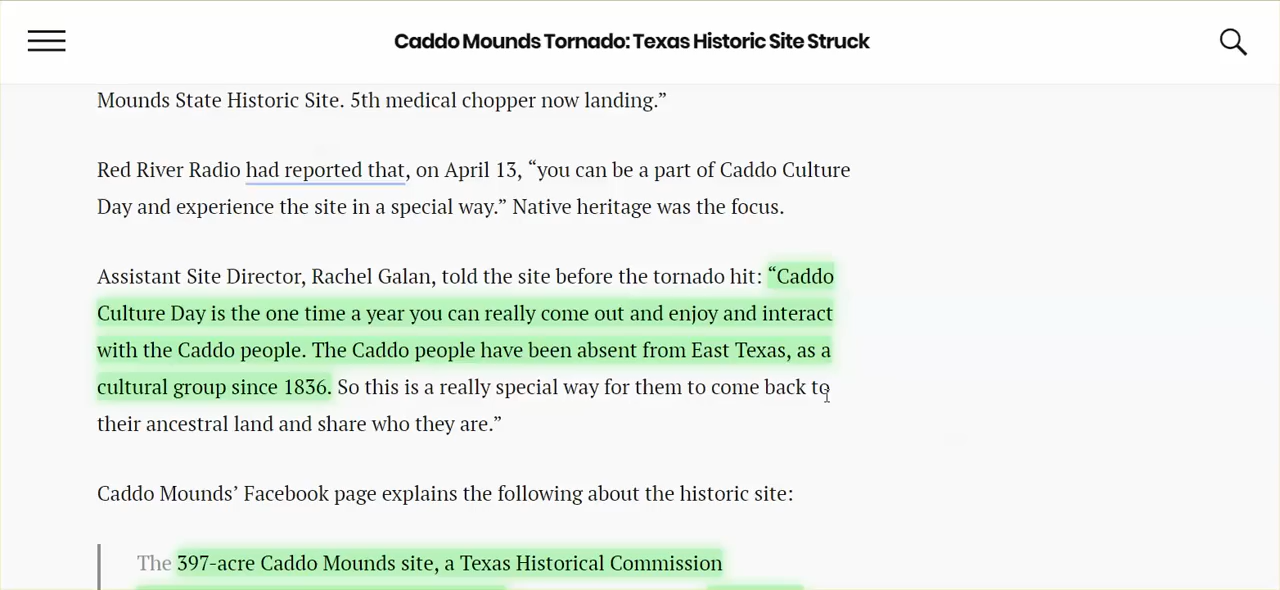 Caddo Mounds Tornado: Texas Historic Site Struck
Mounds State Historic Site. 5th medical chopper now landing.”
Red River Radio had reported that, on April 13, “you can be a part of Caddo Culture
Day and experience the site in a special way.” Native heritage was the focus.
Assistant Site Director, Rachel Galan, told the site before the tornado hit: “Caddo
Culture Day is the one time a year you can really come out and enjoy and interact
with the Caddo people. The Caddo people have been absent from East Texas, as a
cultural group since 1836. So this is a really special way for them to come back to
their ancestral land and share who they are.”
Caddo Mounds’ Facebook page explains the following about the historic site:
The 397-acre Caddo Mounds site, a Texas Historical Commission